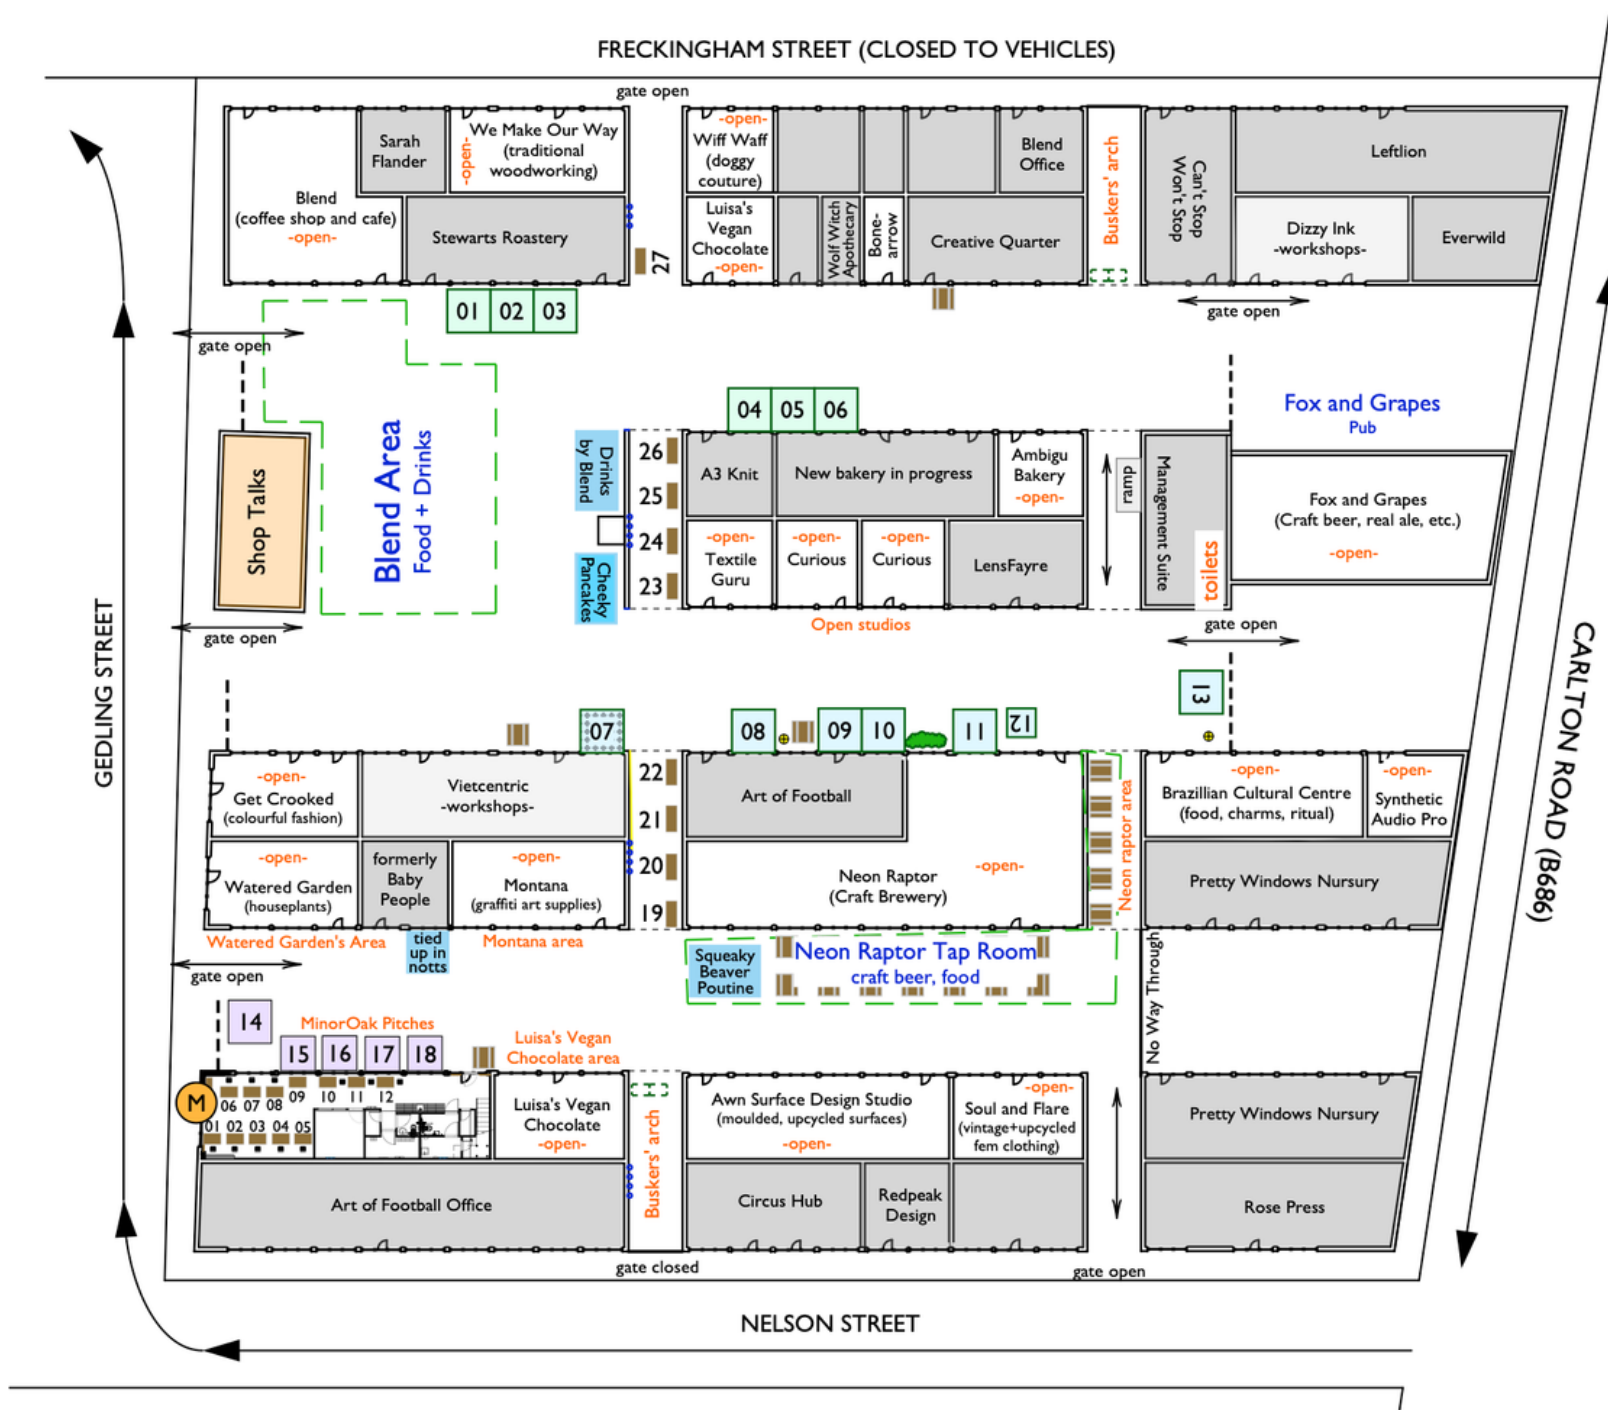 FRECKINGHAM STREET (CLOSED TO VEHICLES)
gate open
Sarah
Flander
-open-
We Make Our Way
(traditional
woodworking)
Blend
(coffee shop and cafe)
-open-
Stewarts Roastery
27
-open-
Wiff Waff
(doggy
couture)
Luisa's
Vegan
Chocolate
-open-
Wolf Witch
Apothecary
Bone-
arrow
Blend
Office
Creative Quarter
Buskers' arch
Can't Stop
Won't Stop
Leftlion
Dizzy Ink
-workshops-
Everwild
01
02
03
gate open
gate open
Shop Talks
Blend Area
Food + Drinks
gate open
04
05
06
Drinks
by Blend
Cheeky
Pancakes
26
25
24
23
A3 Knit
New bakery in progress
Ambigu
Bakery
-open-
-open-
Textile
Guru
-open-
Curious
-open-
Curious
LensFayre
Open studios
ramp
Management Suite
toilets
Fox and Grapes
Pub
Fox and Grapes
(Craft beer, real ale, etc.)
-open-
gate open
GEDLING STREET
CARLTON ROAD (B686)
07
08
09
10
11
12
13
-open-
Get Crooked
(colourful fashion)
Vietcentric
-workshops-
-open-
Watered Garden
(houseplants)
formerly
Baby
People
-open-
Montana
(graffiti art supplies)
22
21
20
19
Art of Football
-open-
Neon Raptor
(Craft Brewery)
Neon raptor area
-open-
Brazillian Cultural Centre
(food, charms, ritual)
-open-
Synthetic
Audio Pro
Pretty Windows Nursury
Watered Garden's Area
tied
up in
notts
Montana area
gate open
Squeaky
Beaver
Poutine
Neon Raptor Tap Room
craft beer, food
No Way Through
14
MinorOak Pitches
15
16
17
18
Luisa's Vegan
Chocolate area
M
06
07
08
09
10
11
12
01
02
03
04
05
Luisa's Vegan
Chocolate
-open-
Art of Football Office
Buskers' arch
Awn Surface Design Studio
(moulded, upcycled surfaces)
-open-
-open-
Soul and Flare
(vintage+upcycled
fem clothing)
Circus Hub
Redpeak
Design
Pretty Windows Nursury
Rose Press
gate closed
gate open
NELSON STREET